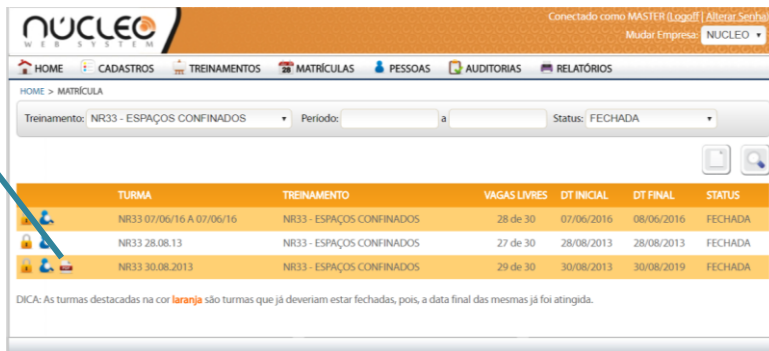 NÚCLEO
WEB SYSTEM
Conectado como MASTER (Logoff | Alterar Senha)
Mudar Empresa: NUCLEO
HOME CADASTROS TREINAMENTOS 28 MATRÍCULAS PESSOAS AUDITORIAS RELATÓRIOS
HOME > MATRÍCULA
Treinamento: NR33 - ESPAÇOS CONFINADOS Período: a Status: FECHADA
TURMA TREINAMENTO VAGAS LIVRES DT INICIAL DT FINAL STATUS
NR33 07/06/16 A 07/06/16 NR33 - ESPAÇOS CONFINADOS 28 de 30 07/06/2016 08/06/2016 FECHADA
NR33 28.08.13 NR33 - ESPAÇOS CONFINADOS 27 de 30 28/08/2013 28/08/2013 FECHADA
NR33 30.08.2013 NR33 - ESPAÇOS CONFINADOS 29 de 30 30/08/2013 30/08/2019 FECHADA
DICA: As turmas destacadas na cor laranja são turmas que já deveriam estar fechadas, pois, a data final das mesmas já foi atingida.